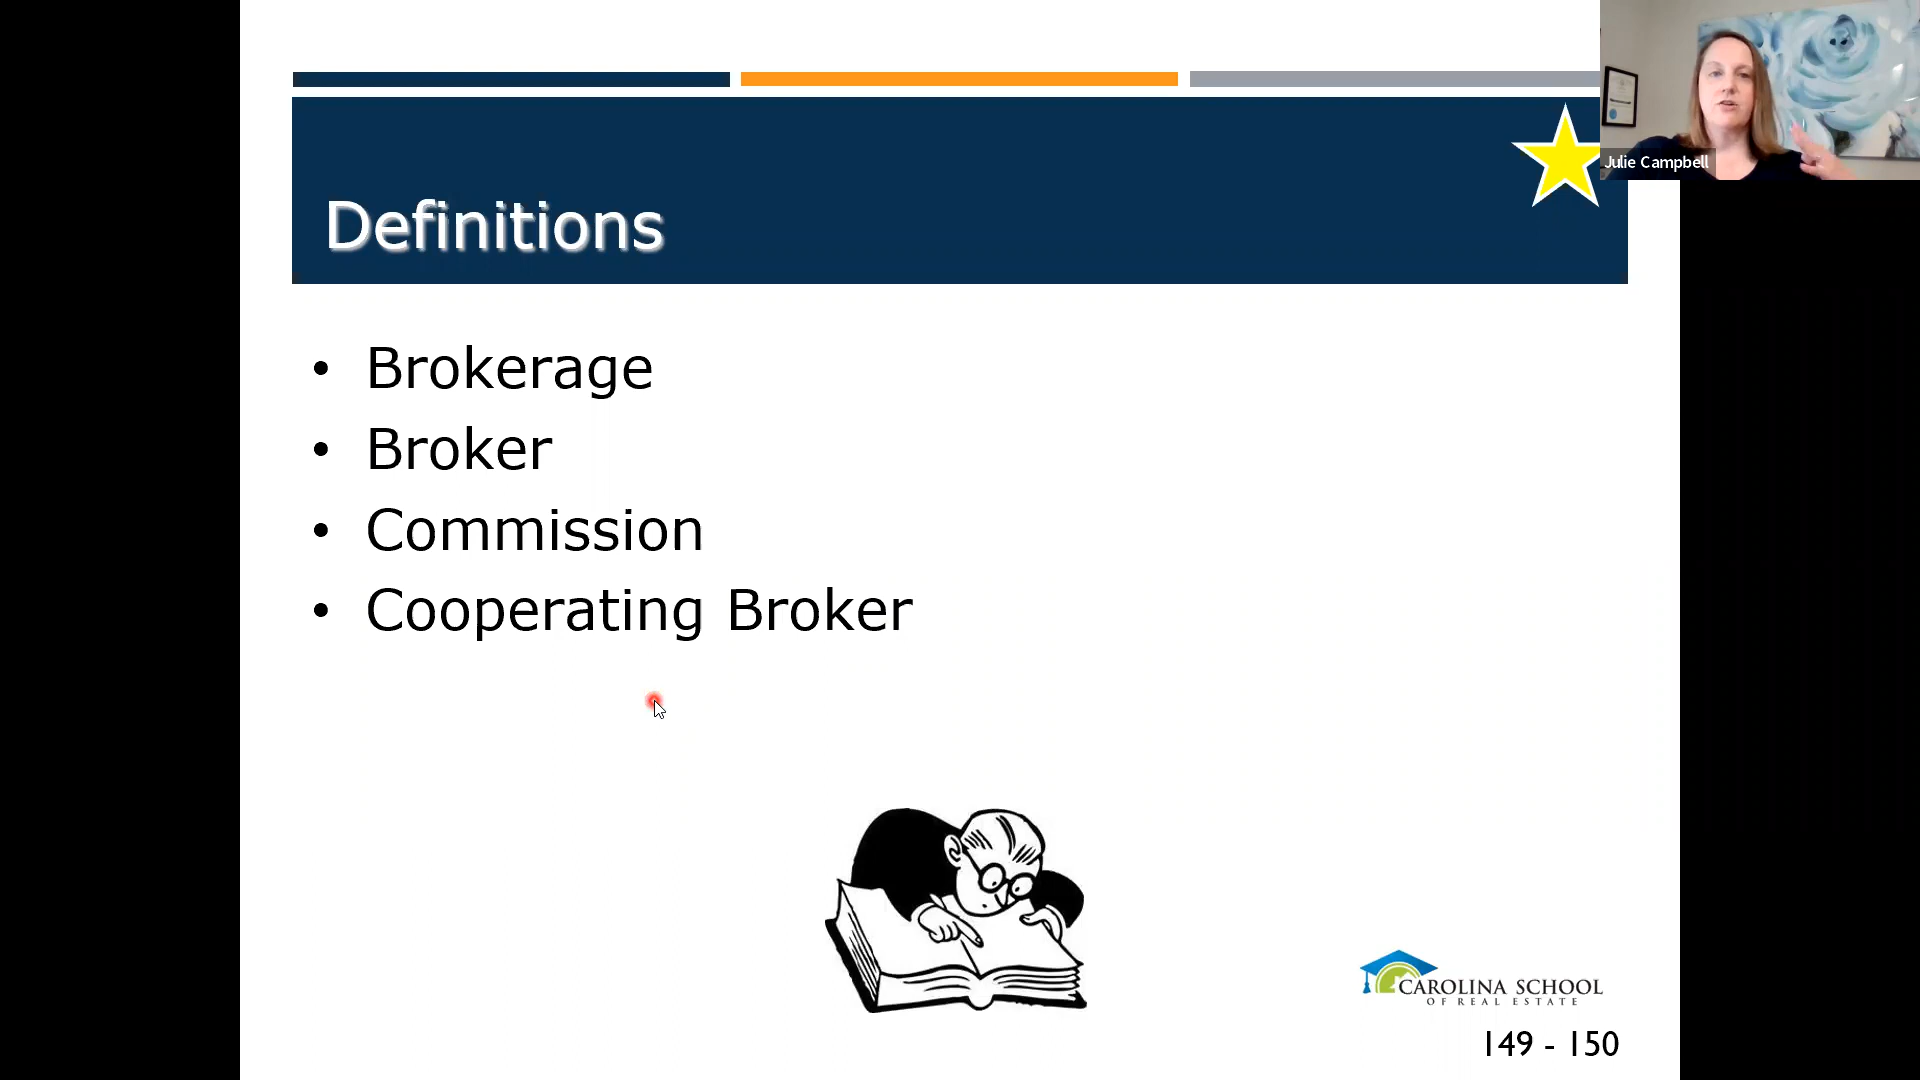 Julie Campbell
Definitions
• Brokerage
• Broker
• Commission
• Cooperating Broker
CAROLINA SCHOOL
OF REAL ESTATE
149 - 150